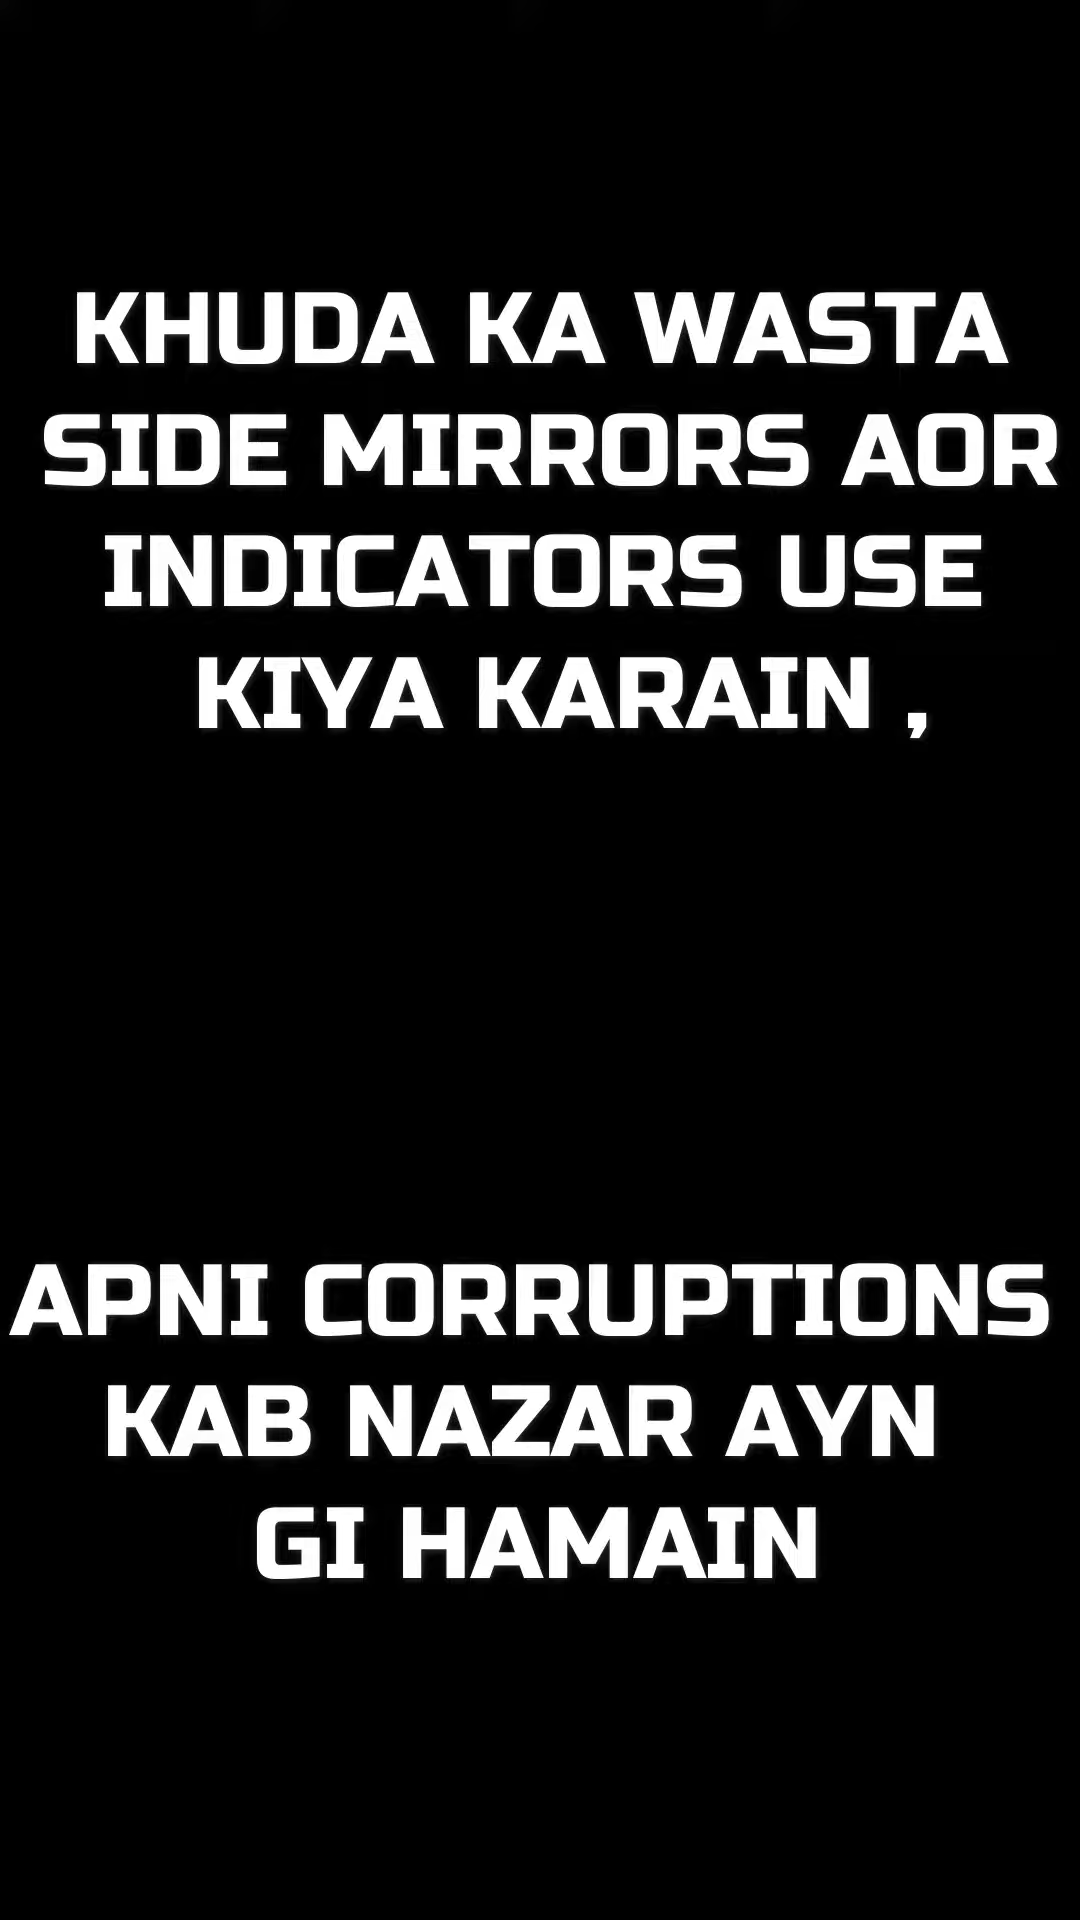 KHUDA KA WASTA
SIDE MIRRORS AOR
INDICATORS USE
KIYA KARAIN ,
APNI CORRUPTIONS
KAB NAZAR AYN
GI HAMAIN